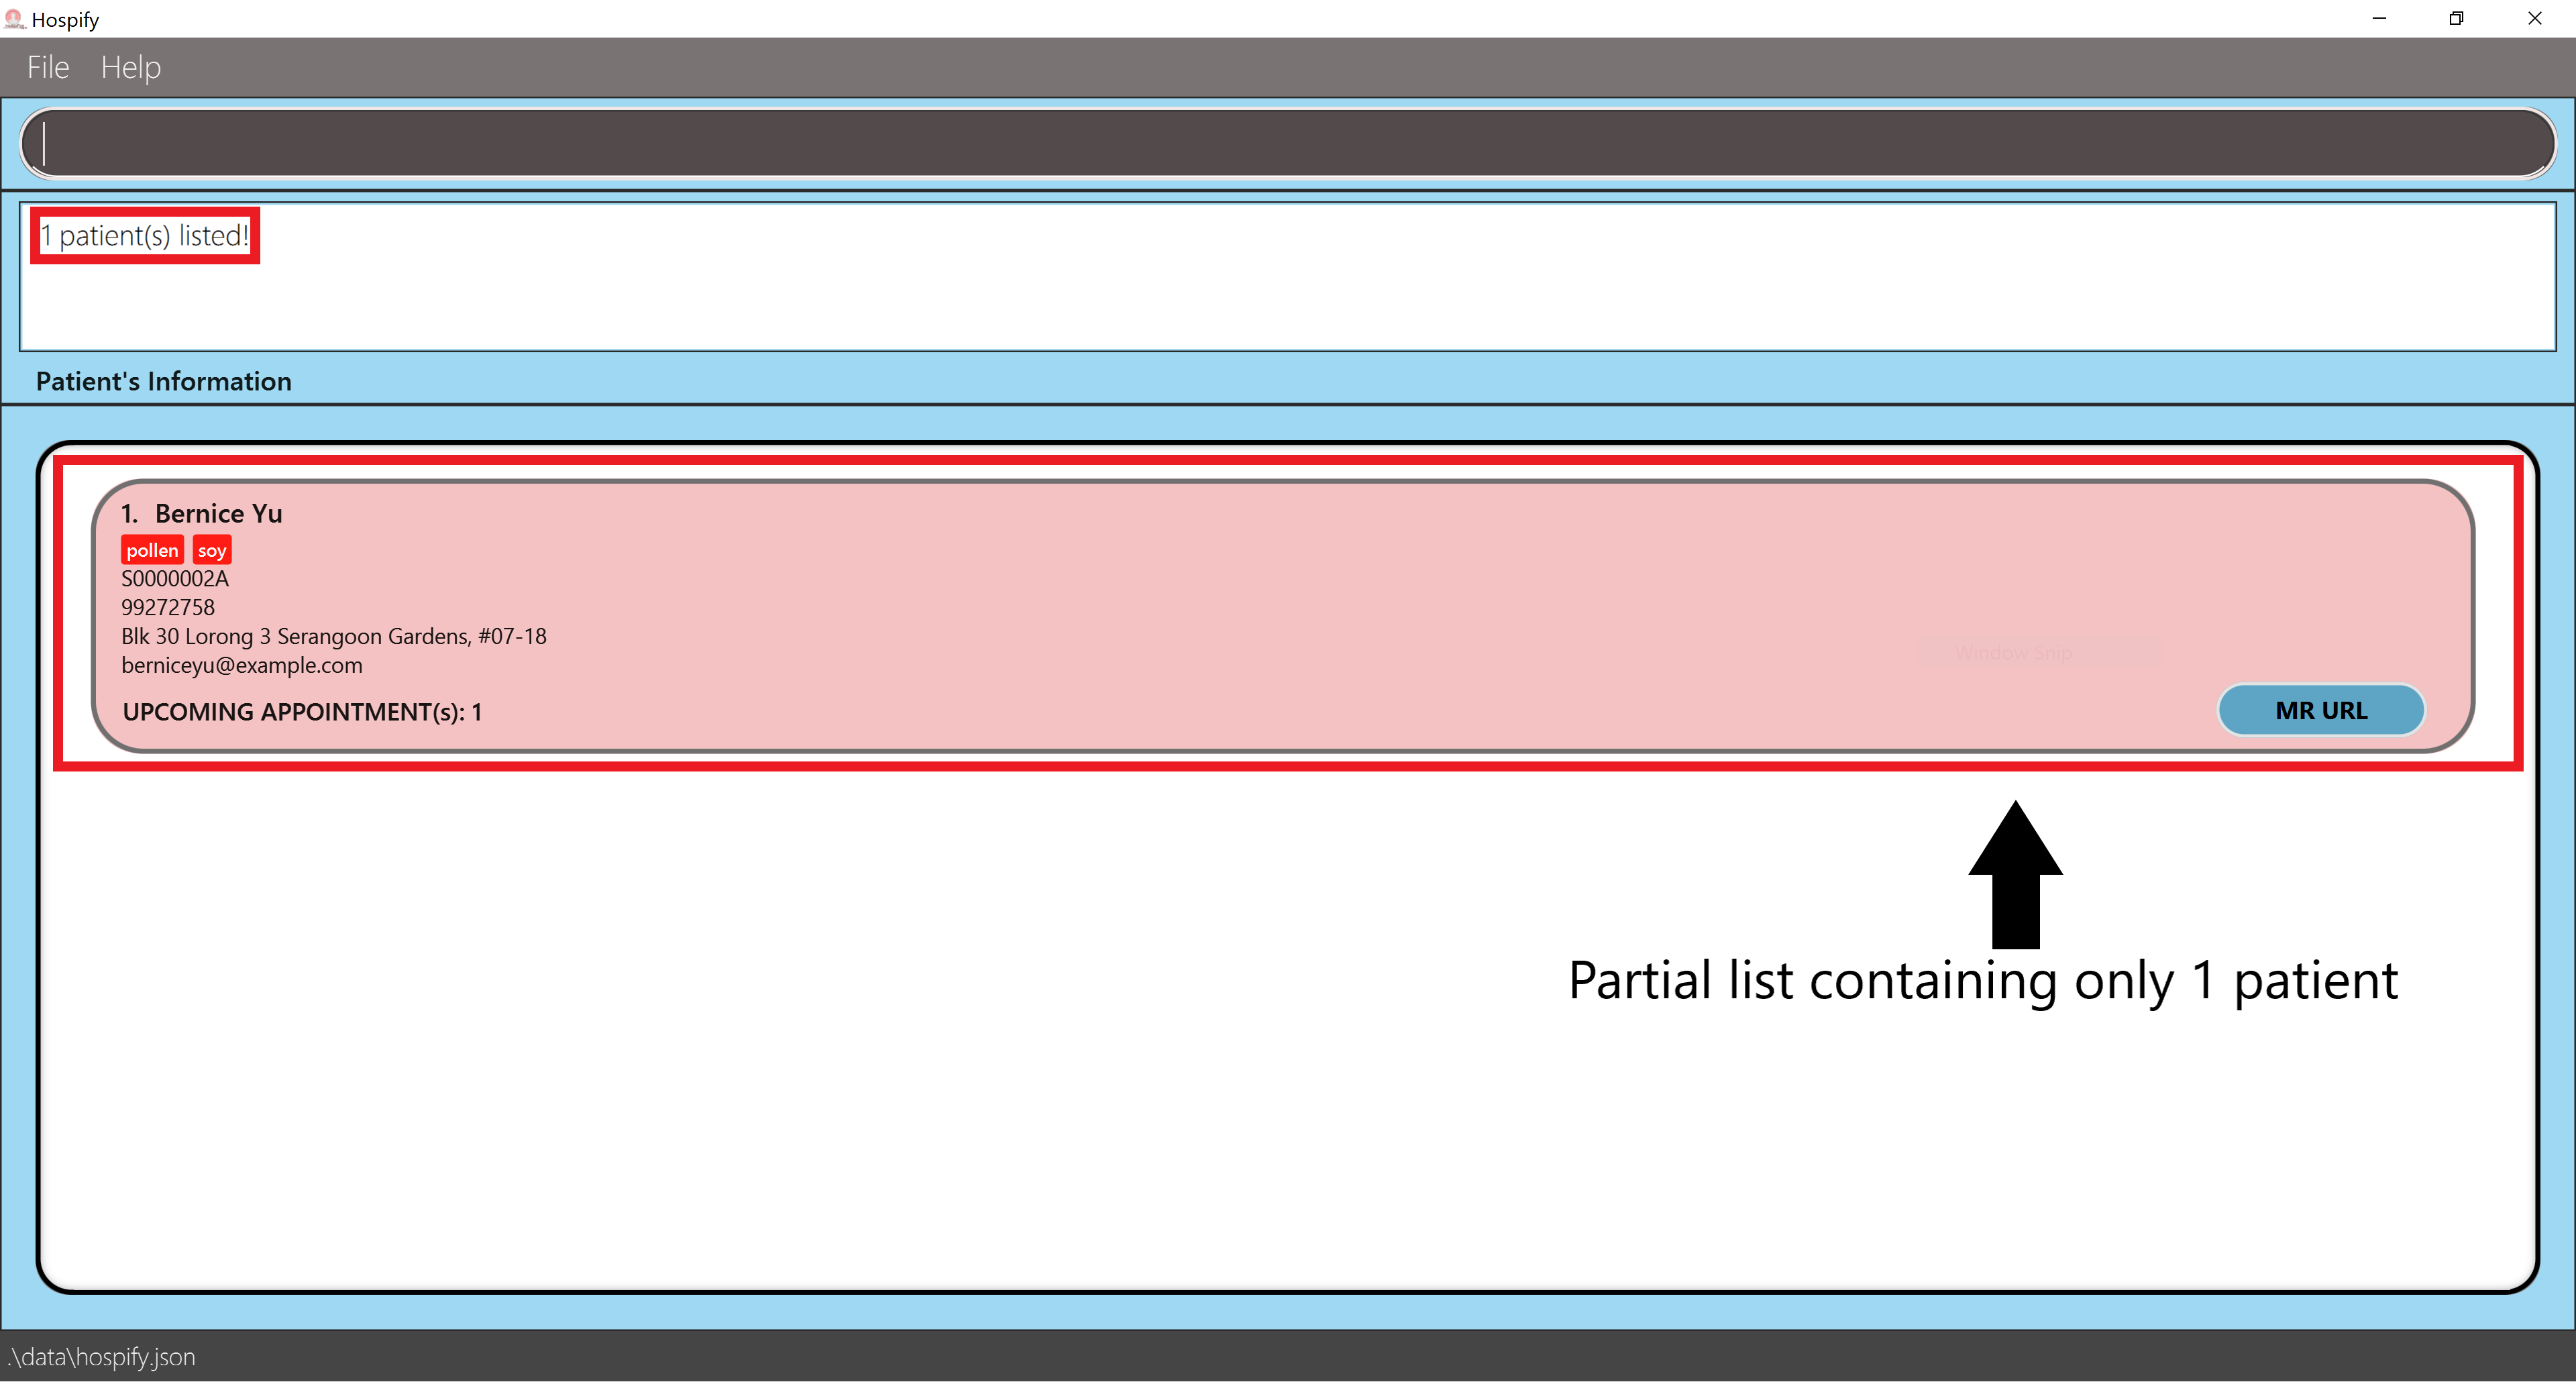 Hospify
File Help
1 patient(s) listed!
Patient's Information
1. Bernice Yu
pollen soy
S0000002A
99272758
Blk 30 Lorong 3 Serangoon Gardens, #07-18
berniceyu@example.com
Window Snip
UPCOMING APPOINTMENT(s): 1
MR URL
Partial list containing only 1 patient
.\data\hospify.json